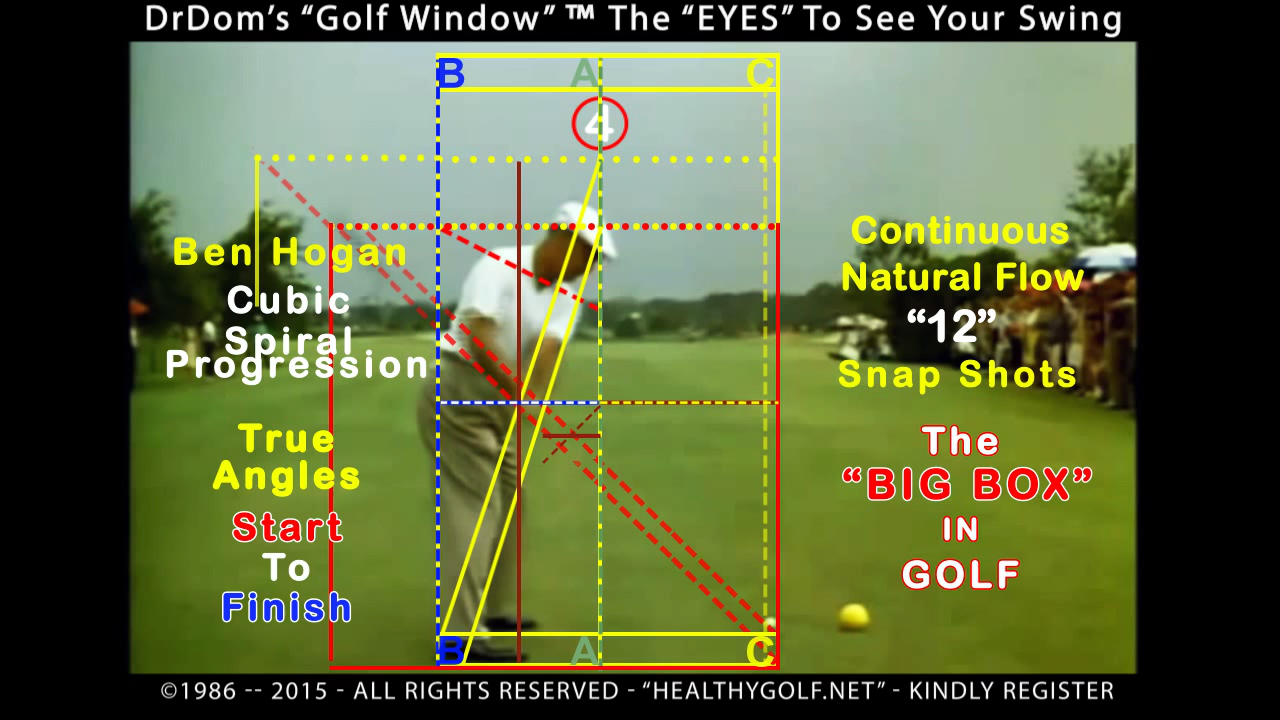 DrDom's “Golf Window” ™ The “EYES” To See Your Swing
B A C
4
Ben Hogan
Cubic
Spiral
Progression
True
Angles
Start
To
Finish
Continuous
Natural Flow
“12”
Snap Shots
The
“BIG BOX”
IN
GOLF
B A C
©1986 -- 2015 - ALL RIGHTS RESERVED - “HEALTHYGOLF.NET” - KINDLY REGISTER